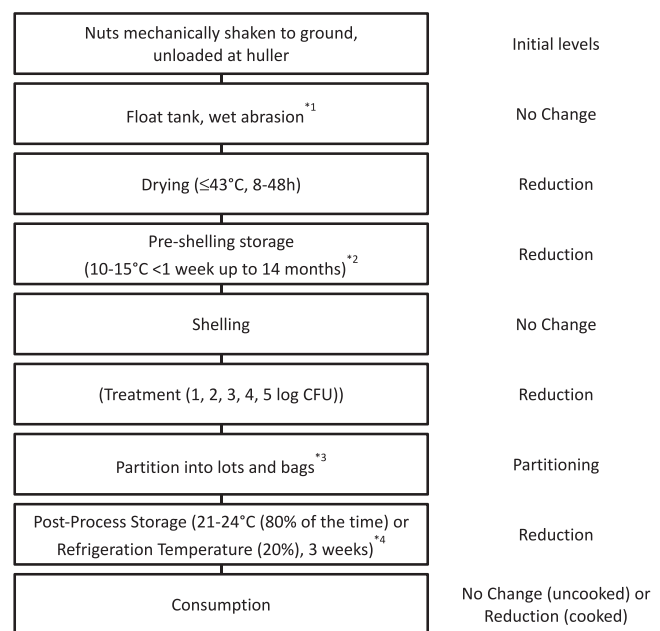 Nuts mechanically shaken to ground,
unloaded at huller
Initial levels
Float tank, wet abrasion*1
No Change
Drying (≤43°C, 8-48h)
Reduction
Pre-shelling storage
(10-15°C <1 week up to 14 months)*2
Reduction
Shelling
No Change
(Treatment (1, 2, 3, 4, 5 log CFU))
Reduction
Partition into lots and bags*3
Partitioning
Post-Process Storage (21-24°C (80% of the time) or
Refrigeration Temperature (20%), 3 weeks)*4
Reduction
Consumption
No Change (uncooked) or
Reduction (cooked)